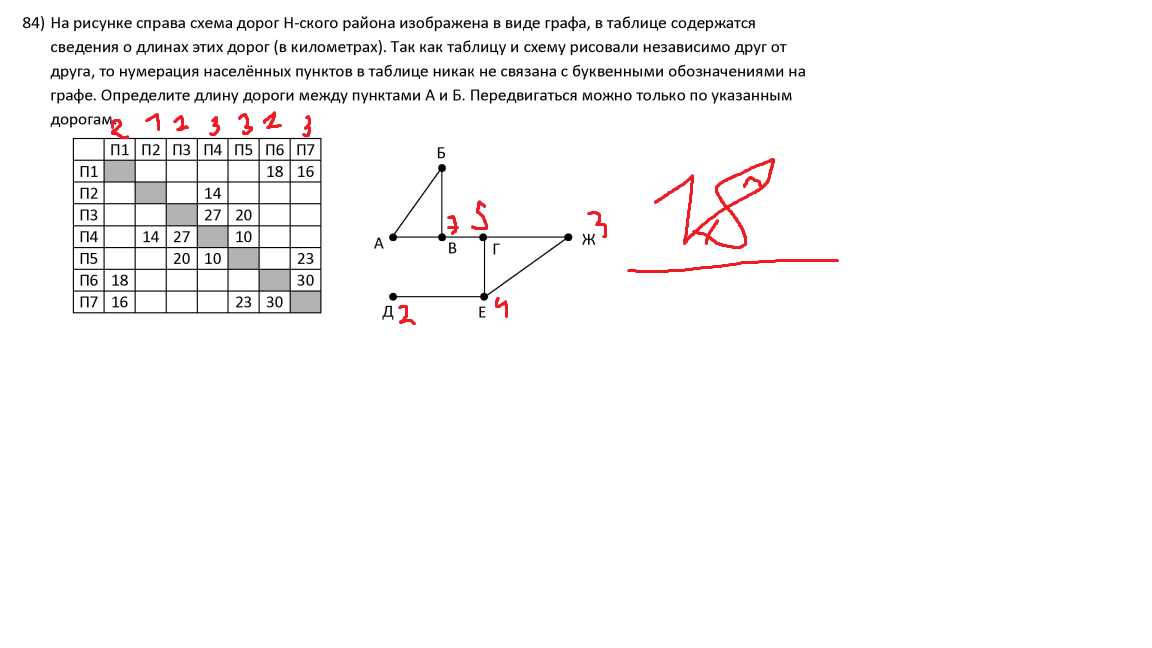 84) На рисунке справа схема дорог Н-ского района изображена в виде графа, в таблице содержатся
сведения о длинах этих дорог (в километрах). Так как таблицу и схему рисовали независимо друг от
друга, то нумерация населённых пунктов в таблице никак не связана с буквенными обозначениями на
графе. Определите длину дороги между пунктами А и Б. Передвигаться можно только по указанным
дорогам
2 1 2 3 3 2 3
П1 П2 П3 П4 П5 П6 П7
П1 18 16
П2 14
П3 27 20
П4 14 27 10
П5 20 10 23
П6 18 30
П7 16 23 30
Б
7 5 3
А В Г Ж
Д 2 Е 4
18